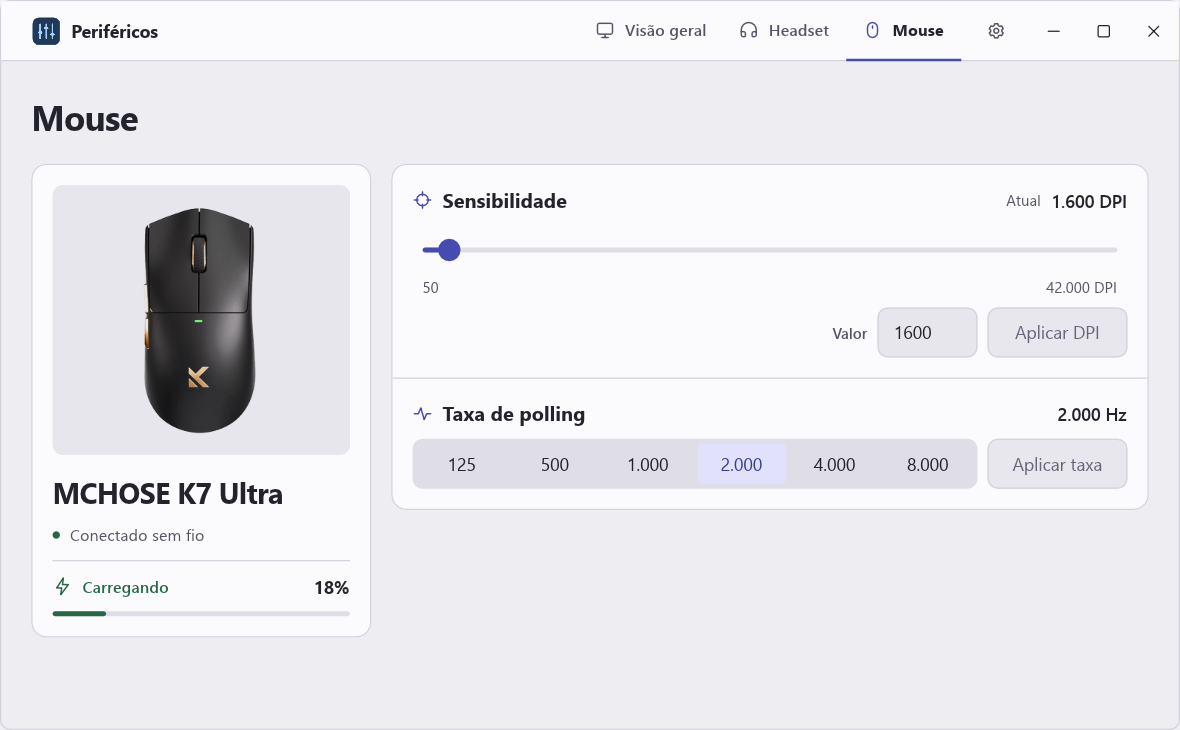 Periféricos
Visão geral
Headset
Mouse
Mouse
MCHOSE K7 Ultra
Conectado sem fio
Carregando
18%
Sensibilidade
Atual 1.600 DPI
50
42.000 DPI
Valor
1600
Aplicar DPI
Taxa de polling
2.000 Hz
125
500
1.000
2.000
4.000
8.000
Aplicar taxa